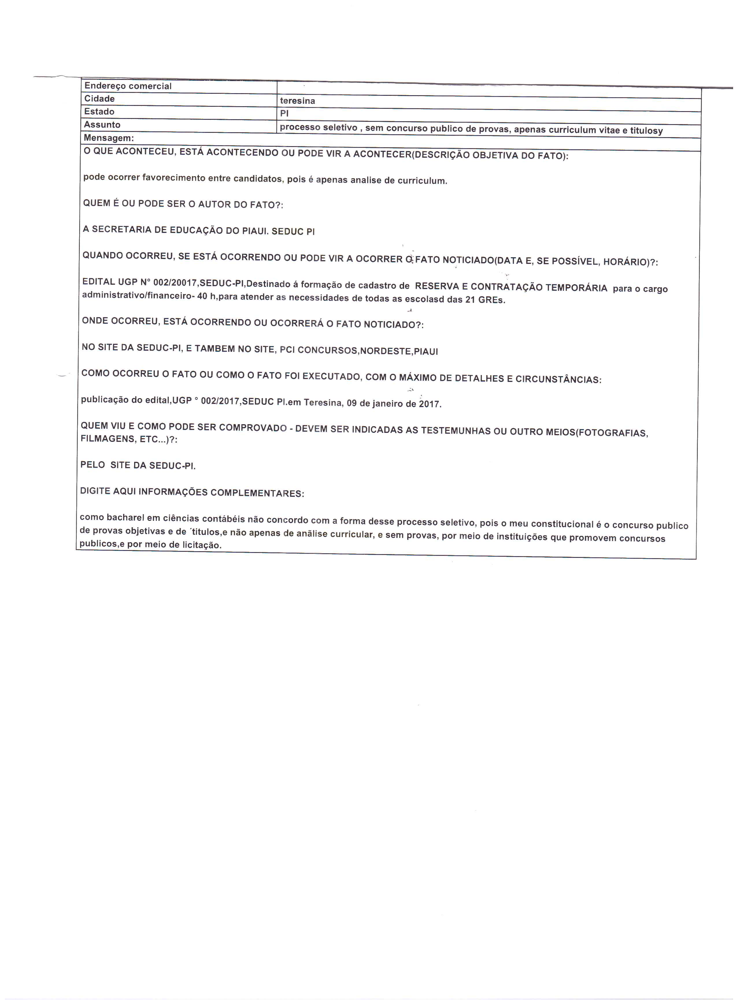 Endereço comercial
Cidade teresina
Estado PI
Assunto processo seletivo , sem concurso publico de provas, apenas curriculum vitae e titulosy
Mensagem:
O QUE ACONTECEU, ESTÁ ACONTECENDO OU PODE VIR A ACONTECER(DESCRIÇÃO OBJETIVA DO FATO):
pode ocorrer favorecimento entre candidatos, pois é apenas analise de curriculum.
QUEM É OU PODE SER O AUTOR DO FATO?:
A SECRETARIA DE EDUCAÇÃO DO PIAUI. SEDUC PI
QUANDO OCORREU, SE ESTÁ OCORRENDO OU PODE VIR A OCORRER O FATO NOTICIADO(DATA E, SE POSSÍVEL, HORÁRIO)?:
EDITAL UGP N° 002/20017,SEDUC-PI,Destinado á formação de cadastro de RESERVA E CONTRATAÇÃO TEMPORÁRIA para o cargo
administrativo/financeiro- 40 h,para atender as necessidades de todas as escolasd das 21 GREs.
ONDE OCORREU, ESTÁ OCORRENDO OU OCORRERÁ O FATO NOTICIADO?:
NO SITE DA SEDUC-PI, E TAMBEM NO SITE, PCI CONCURSOS,NORDESTE,PIAUI
COMO OCORREU O FATO OU COMO O FATO FOI EXECUTADO, COM O MÁXIMO DE DETALHES E CIRCUNSTÂNCIAS:
publicação do edital,UGP ° 002/2017,SEDUC PI.em Teresina, 09 de janeiro de 2017.
QUEM VIU E COMO PODE SER COMPROVADO - DEVEM SER INDICADAS AS TESTEMUNHAS OU OUTRO MEIOS(FOTOGRAFIAS,
FILMAGENS, ETC...)?:
PELO SITE DA SEDUC-PI.
DIGITE AQUI INFORMAÇÕES COMPLEMENTARES:
como bacharel em ciências contábéis não concordo com a forma desse processo seletivo, pois o meu constitucional é o concurso publico
de provas objetivas e de ´titulos,e não apenas de anãlise curricular, e sem provas, por meio de instituições que promovem concursos
publicos,e por meio de licitação.